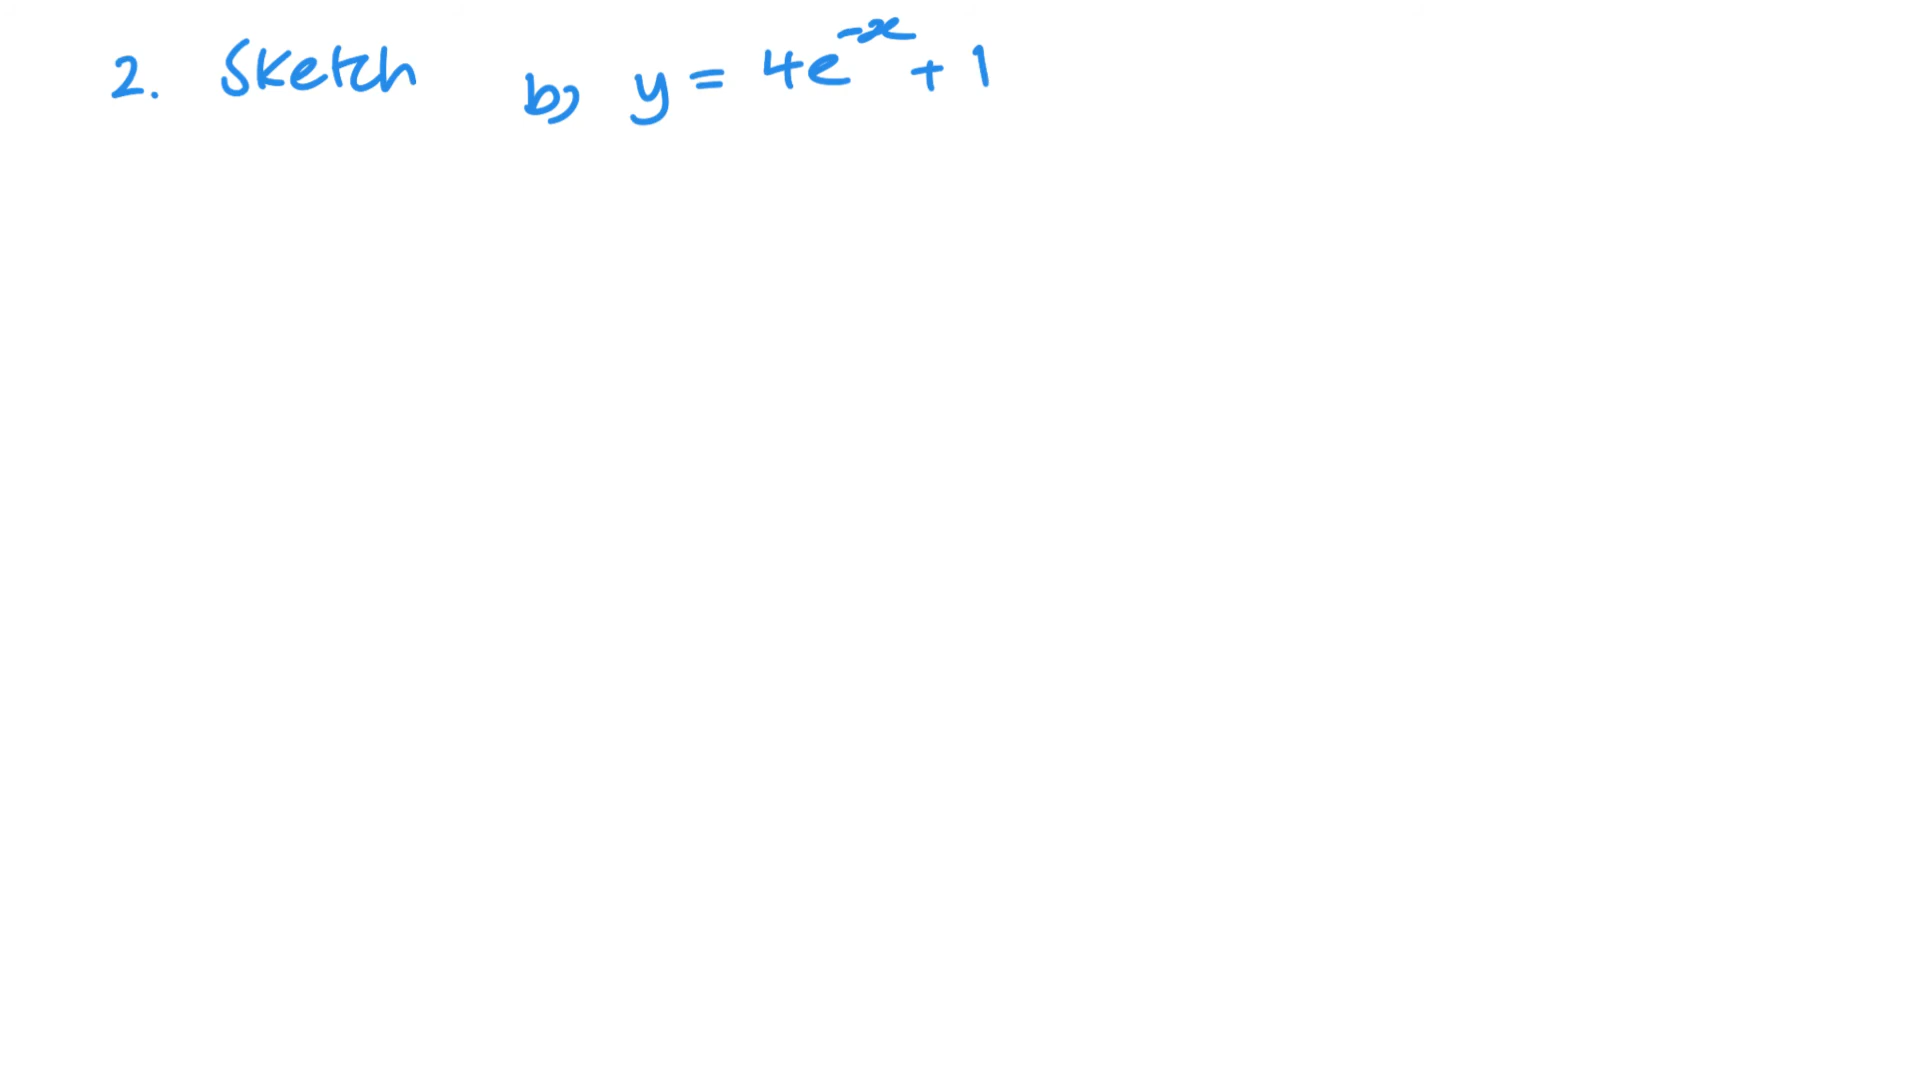 2. Sketch b, y = 4e^{-x} + 1